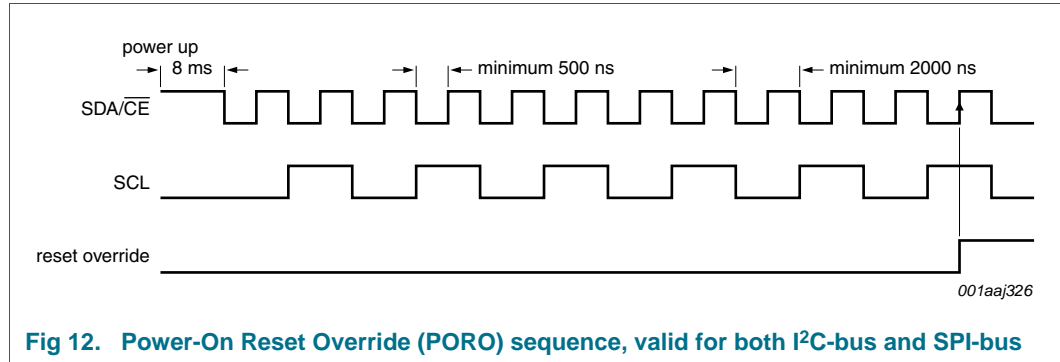 power up
8 ms
minimum 500 ns
minimum 2000 ns
SDA/CE
SCL
reset override
001aaj326
Fig 12. Power-On Reset Override (PORO) sequence, valid for both I²C-bus and SPI-bus